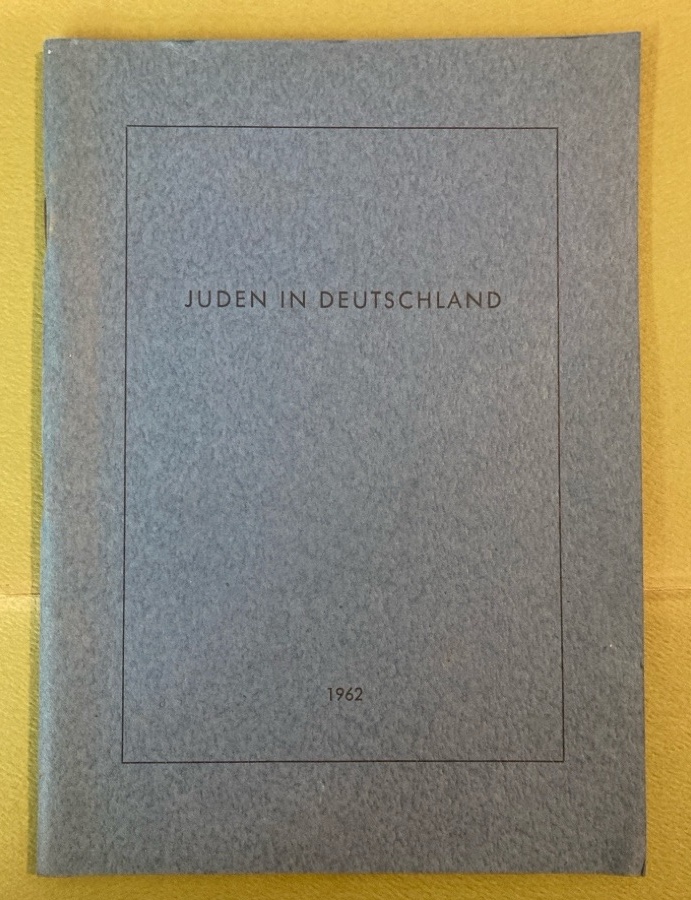 JUDEN IN DEUTSCHLAND
1962